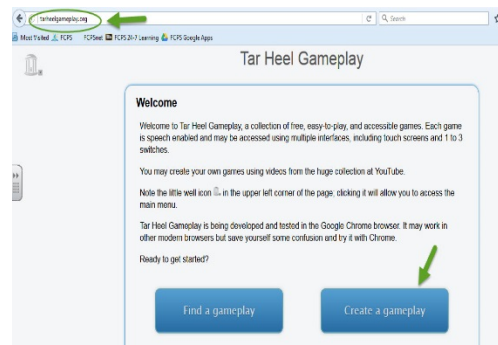 tarheelgameplay.org
Search
Most Visited FCPS FCPSnet FCPS 24-7 Learning FCPS Google Apps
Tar Heel Gameplay
Welcome
Welcome to Tar Heel Gameplay, a collection of free, easy-to-play, and accessible games. Each game
is speech enabled and may be accessed using multiple interfaces, including touch screens and 1 to 3
switches.
You may create your own games using videos from the huge collection at YouTube.
Note the little well icon in the upper left corner of the page; clicking it will allow you to access the
main menu.
Tar Heel Gameplay is being developed and tested in the Google Chrome browser. It may work in
other modern browsers but save yourself some confusion and try it with Chrome.
Ready to get started?
Find a gameplay
Create a gameplay